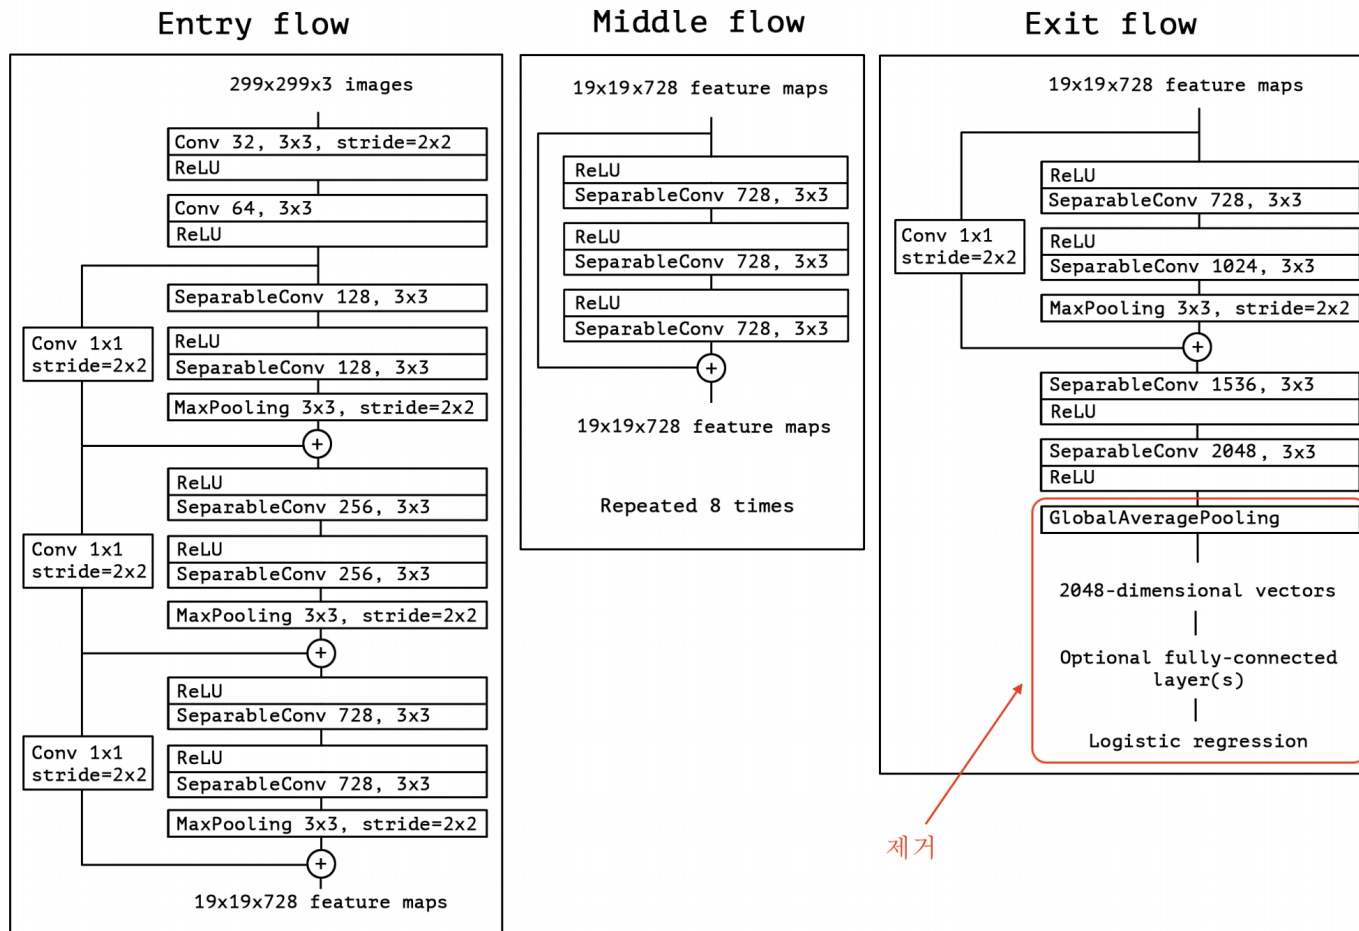 Entry flow
299x299x3 images
Conv 32, 3x3, stride=2x2
ReLU
Conv 64, 3x3
ReLU
SeparableConv 128, 3x3
Conv 1x1
stride=2x2
ReLU
SeparableConv 128, 3x3
MaxPooling 3x3, stride=2x2
+
ReLU
SeparableConv 256, 3x3
Conv 1x1
stride=2x2
ReLU
SeparableConv 256, 3x3
MaxPooling 3x3, stride=2x2
+
ReLU
SeparableConv 728, 3x3
Conv 1x1
stride=2x2
ReLU
SeparableConv 728, 3x3
MaxPooling 3x3, stride=2x2
+
19x19x728 feature maps
Middle flow
19x19x728 feature maps
ReLU
SeparableConv 728, 3x3
ReLU
SeparableConv 728, 3x3
ReLU
SeparableConv 728, 3x3
+
19x19x728 feature maps
Repeated 8 times
Exit flow
19x19x728 feature maps
ReLU
SeparableConv 728, 3x3
Conv 1x1
stride=2x2
ReLU
SeparableConv 1024, 3x3
MaxPooling 3x3, stride=2x2
+
SeparableConv 1536, 3x3
ReLU
SeparableConv 2048, 3x3
ReLU
GlobalAveragePooling
2048-dimensional vectors
Optional fully-connected
layer(s)
Logistic regression
제거